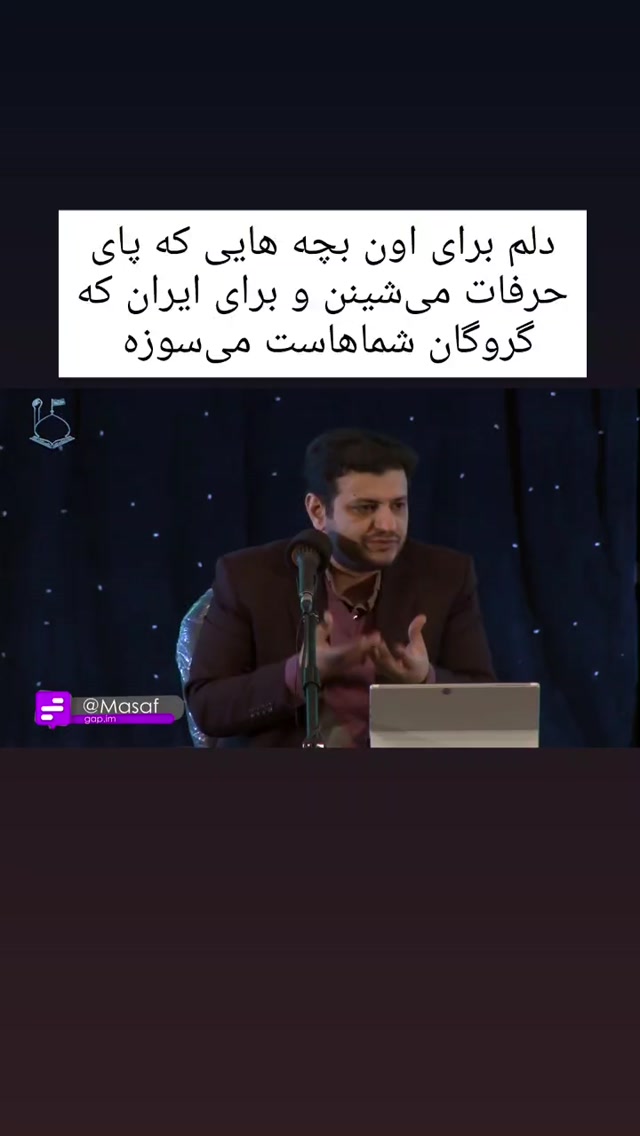 دلم برای اون بچه هایی که پای
حرفات می‌شینن و برای ایران که
گروگان شماهاست می‌سوزه
@Masaf
gap.im